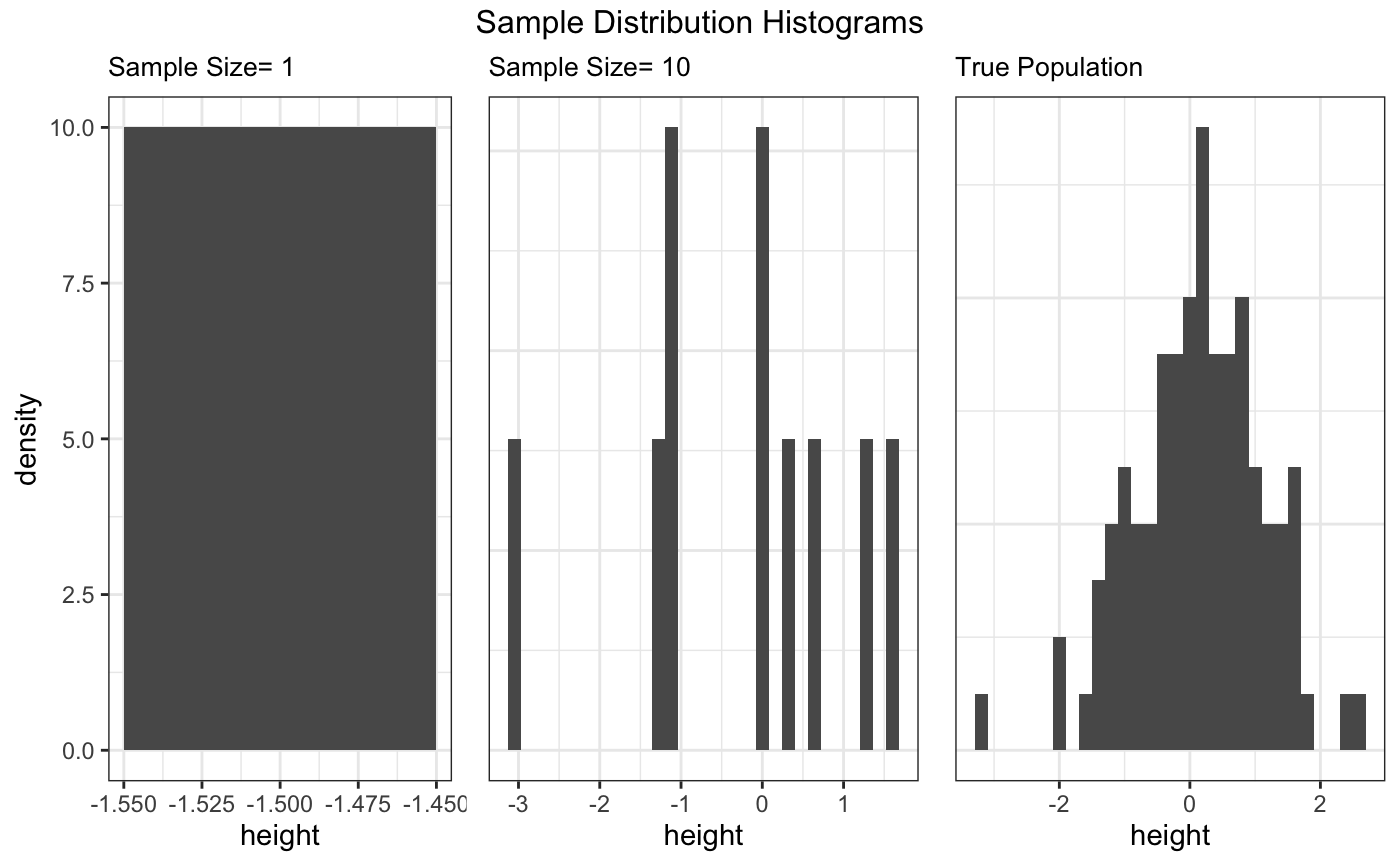 Sample Distribution Histograms
Sample Size= 1
Sample Size= 10
True Population
density
10.0
7.5
5.0
2.5
0.0
-1.550 -1.525 -1.500 -1.475 -1.450
-3 -2 -1 0 1
-2 0 2
height
height
height